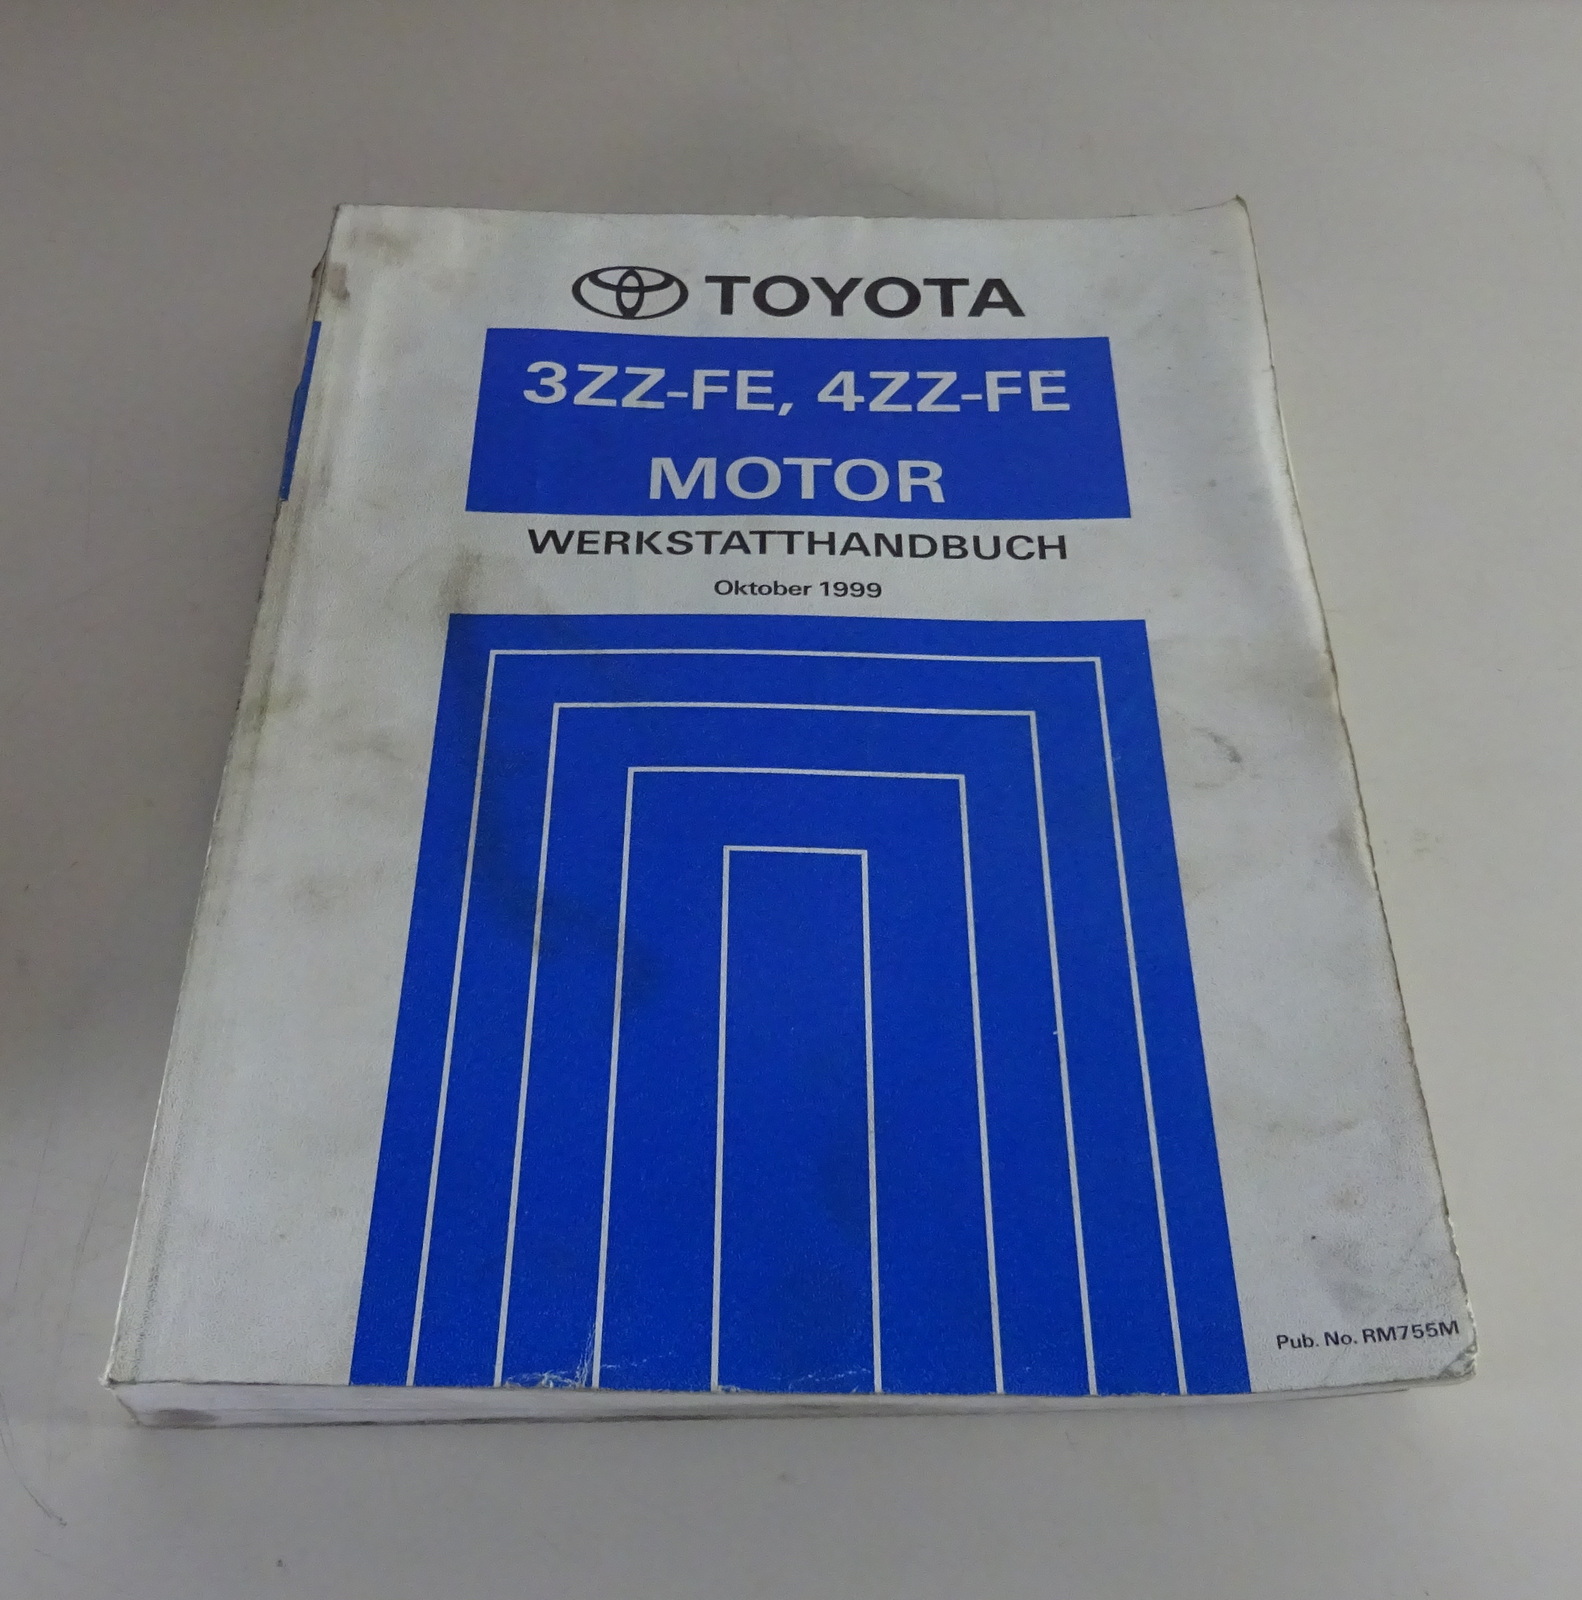 TOYOTA
3ZZ-FE, 4ZZ-FE
MOTOR
WERKSTATTHANDBUCH
Oktober 1999
Pub. No. RM755M